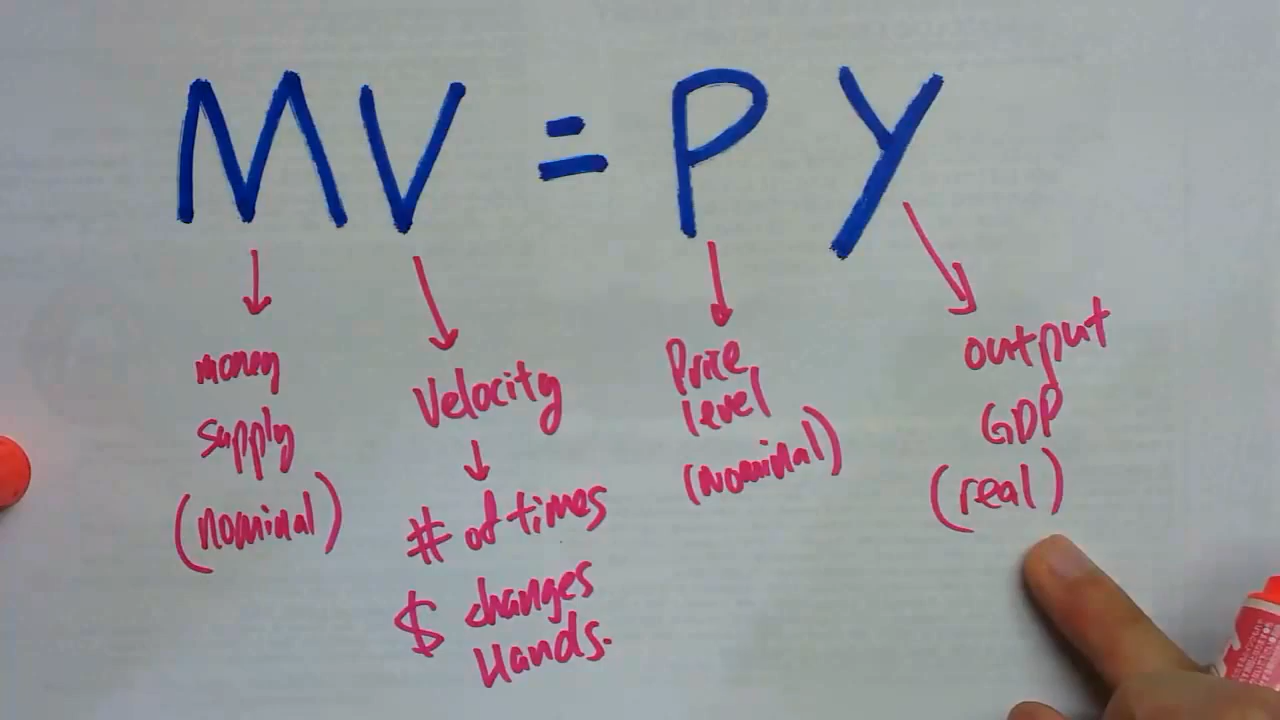 MV = PY
money
supply
(nominal)
Velocity
# of times
$ changes
Hands.
Price
level
(nominal)
output
GDP
(real)